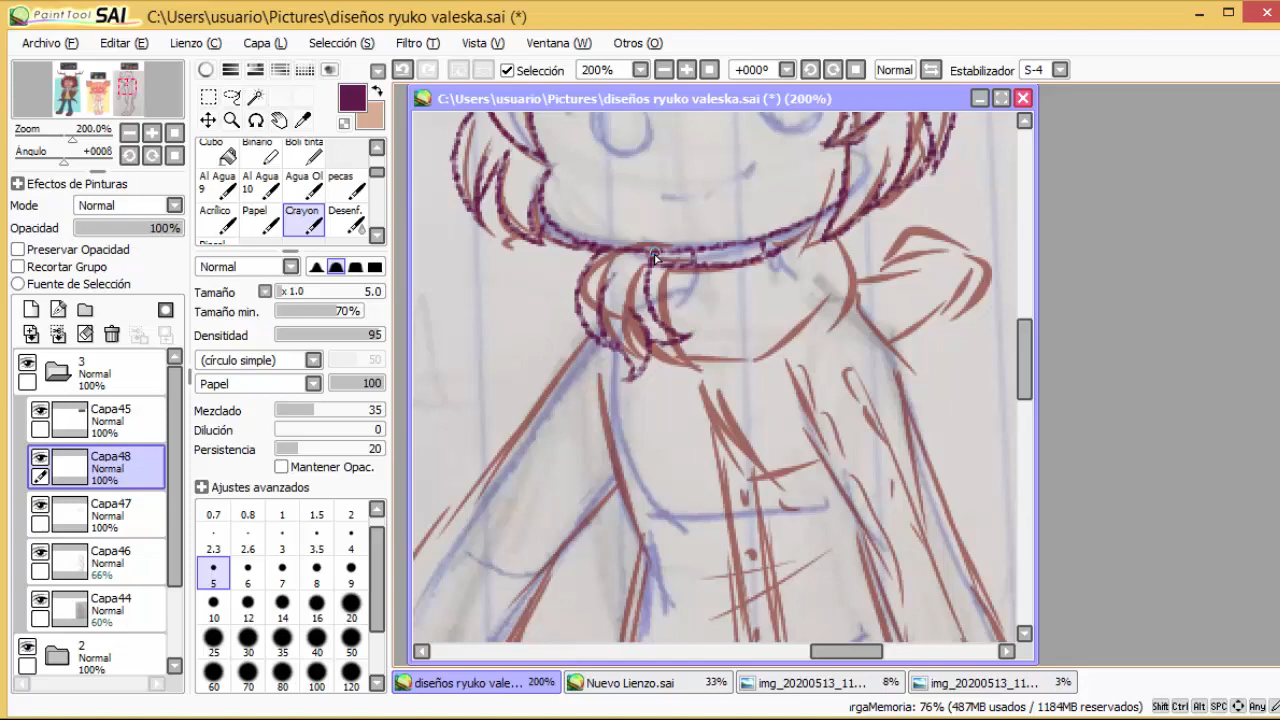 PaintTool SAI C:\Users\usuario\Pictures\diseños ryuko valeska.sai (*)
Archivo (F) Editar (E) Lienzo (C) Capa (L) Selección (S) Filtro (T) Vista (V) Ventana (W) Otros (O)
Selección 200% +000º Normal Estabilizador S-4
C:\Users\usuario\Pictures\diseños ryuko valeska.sai (*) (200%)
Zoom 200.0%
Ángulo +000ß
Efectos de Pinturas
Modo Normal
Opacidad 100%
Preservar Opacidad
Recortar Grupo
Fuente de Selección
3
Normal
100%
Capa45
Normal
100%
Capa48
Normal
100%
Capa47
Normal
100%
Capa46
Normal
66%
Capa44
Normal
60%
2
Normal
100%
Cubo Binario Boli tinta
Al Agua 9 Al Agua 10 Agua Ol pecas
Acrílico Papel Crayon Desenf.
Normal
Tamaño x 1.0 5.0
Tamaño min. 70%
Densitidad 95
(círculo simple) 50
Papel 100
Mezclado 35
Dilución 0
Persistencia 20
Mantener Opac.
Ajustes avanzados
0.7 0.8 1 1.5 2
2.3 2.6 3 3.5 4
5 6 7 8 9
10 12 14 16 20
25 30 35 40 50
60 70 80 100 120
diseños ryuko vale... 200% Nuevo Lienzo.sai 33% img_20200513_11... 8% img_20200513_11... 3%
ırgaMemoria: 76% (487MB usados / 1184MB reservados) Shift Ctrl Alt SPC Any